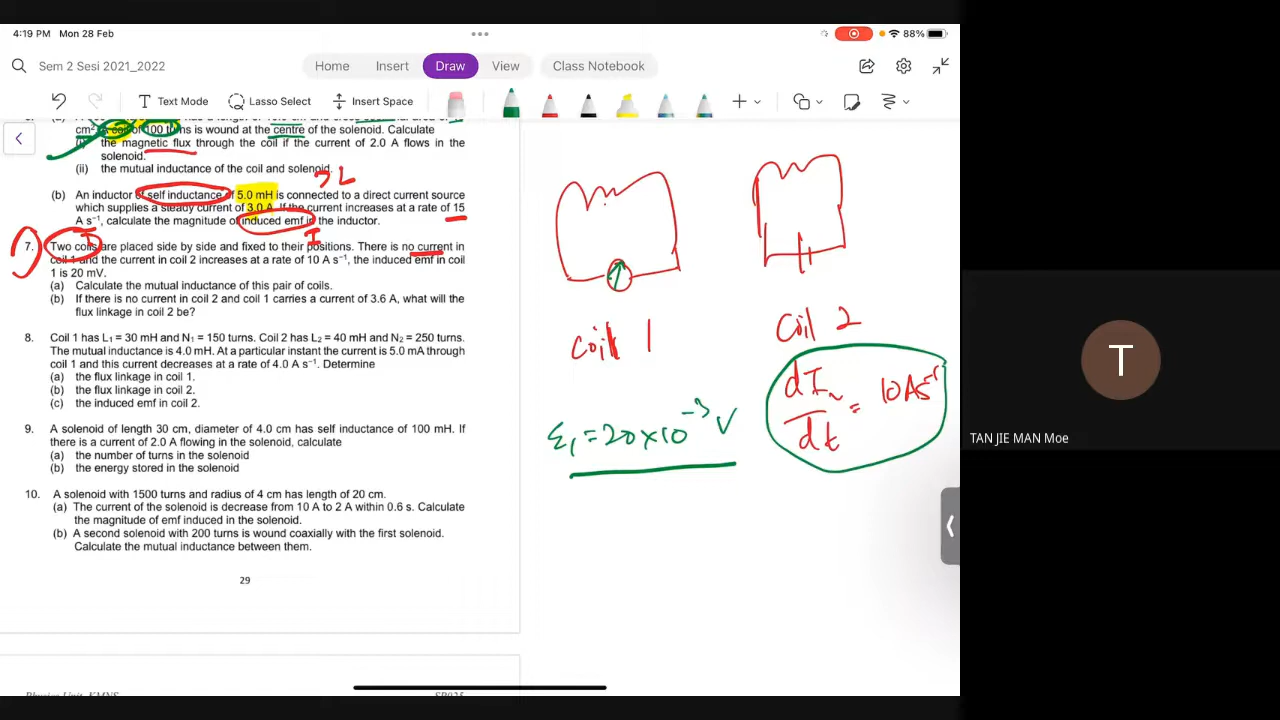 4:19 PM Mon 28 Feb
88%
Sem 2 Sesi 2021_2022
Home Insert Draw View Class Notebook
Text Mode Lasso Select Insert Space
cm². A coil of 100 turns is wound at the centre of the solenoid. Calculate
(i) the magnetic flux through the coil if the current of 2.0 A flows in the
solenoid.
(ii) the mutual inductance of the coil and solenoid.
L
(b) An inductor of self inductance of 5.0 mH is connected to a direct current source
which supplies a steady current of 3.0 A. If the current increases at a rate of 15
A s⁻¹, calculate the magnitude of induced emf in the inductor.
7. Two coils are placed side by side and fixed to their positions. There is no current in
coil 1 and the current in coil 2 increases at a rate of 10 A s⁻¹, the induced emf in coil
1 is 20 mV.
(a) Calculate the mutual inductance of this pair of coils.
(b) If there is no current in coil 2 and coil 1 carries a current of 3.6 A, what will the
flux linkage in coil 2 be?
8. Coil 1 has L₁ = 30 mH and N₁ = 150 turns. Coil 2 has L₂ = 40 mH and N₂ = 250 turns.
The mutual inductance is 4.0 mH. At a particular instant the current is 5.0 mA through
coil 1 and this current decreases at a rate of 4.0 A s⁻¹. Determine
(a) the flux linkage in coil 1.
(b) the flux linkage in coil 2.
(c) the induced emf in coil 2.
9. A solenoid of length 30 cm, diameter of 4.0 cm has self inductance of 100 mH. If
there is a current of 2.0 A flowing in the solenoid, calculate
(a) the number of turns in the solenoid
(b) the energy stored in the solenoid
10. A solenoid with 1500 turns and radius of 4 cm has length of 20 cm.
(a) The current of the solenoid is decrease from 10 A to 2 A within 0.6 s. Calculate
the magnitude of emf induced in the solenoid.
(b) A second solenoid with 200 turns is wound coaxially with the first solenoid.
Calculate the mutual inductance between them.
29
coil 1
coil 2
dI₂/dt = 10 As⁻¹
ε₁ = 20 × 10⁻³ V
T
TAN JIE MAN Moe